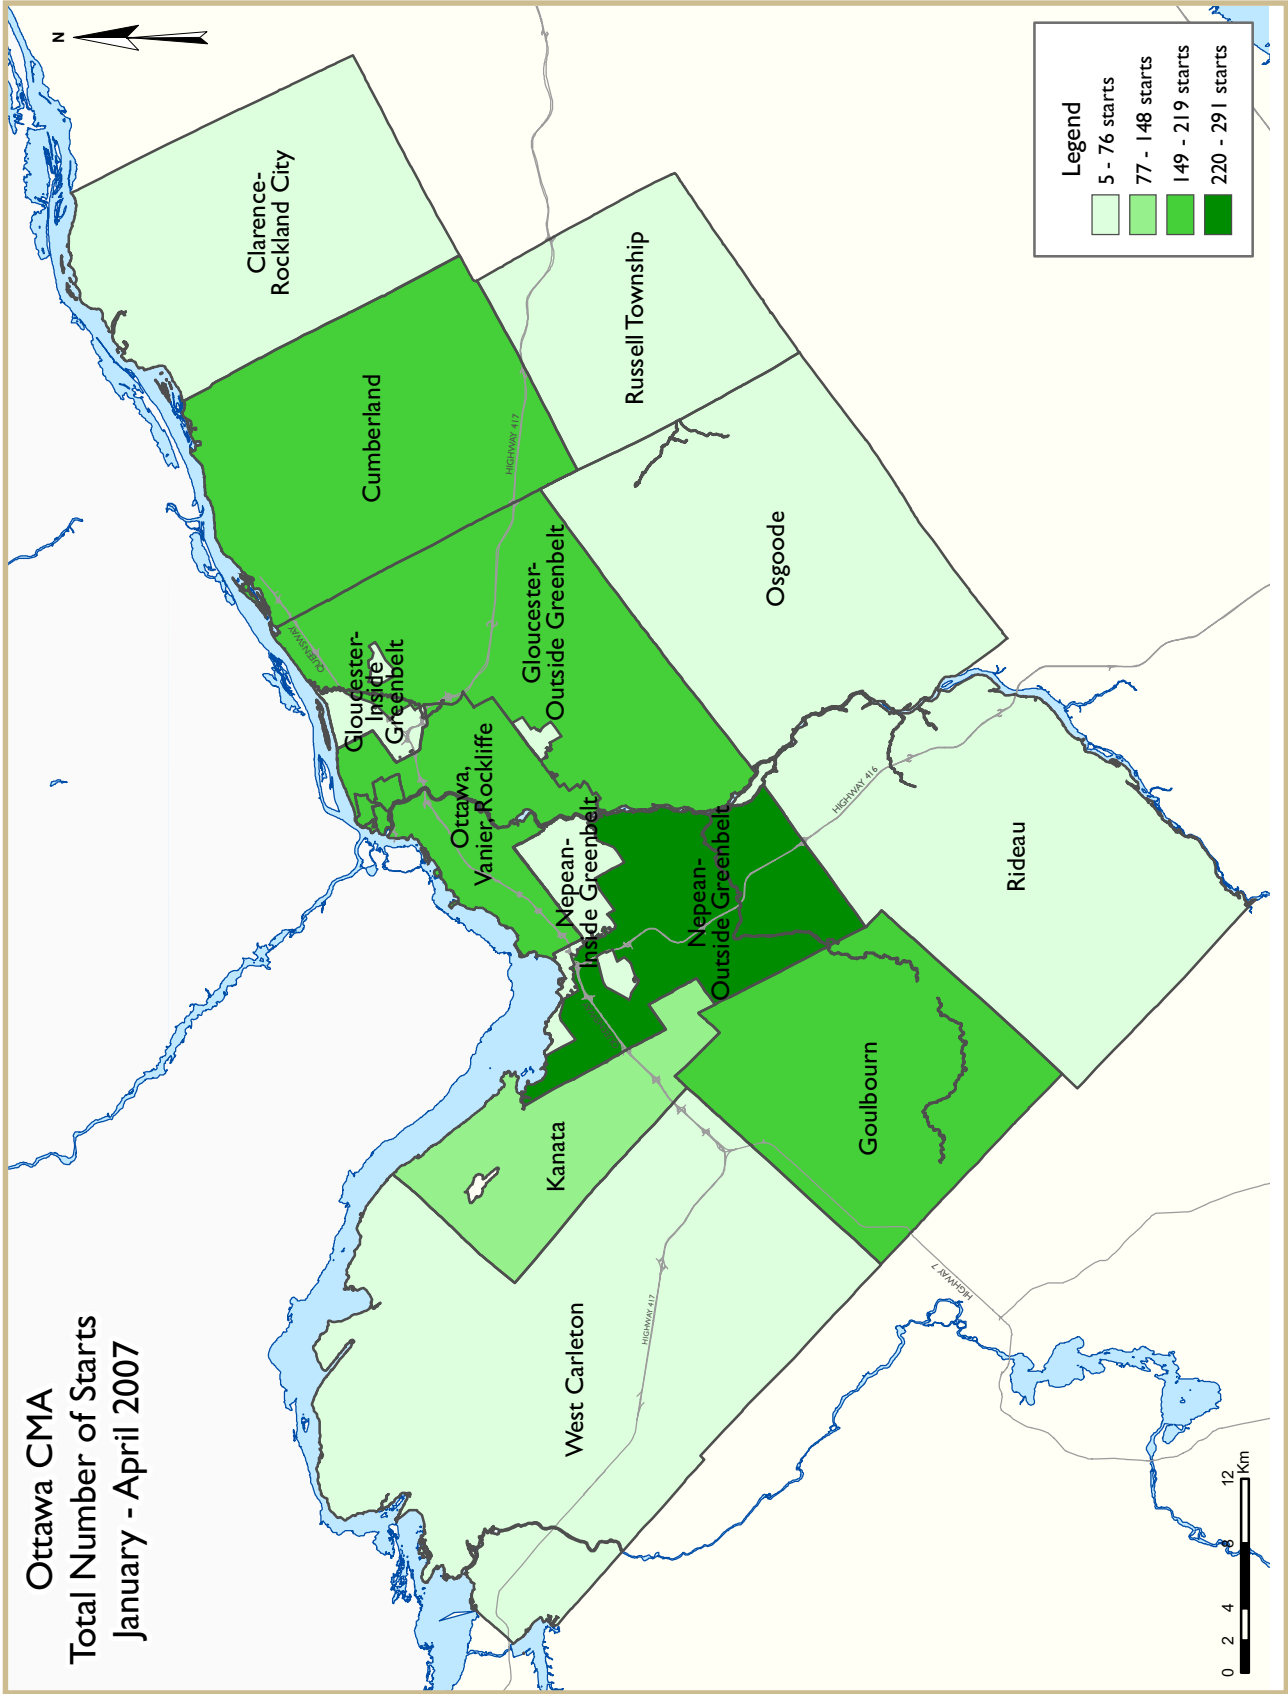 Ottawa CMA
Total Number of Starts
January - April 2007
N
Clarence-
Rockland City
Cumberland
Russell Township
HIGHWAY 417
QUEENSWAY
Gloucester-
Inside
Greenbelt
Gloucester-
Outside Greenbelt
Osgoode
Ottawa,
Vanier, Rockliffe
Nepean-
Inside Greenbelt
Nepean-
Outside Greenbelt
HIGHWAY 416
Rideau
Kanata
Goulbourn
West Carleton
HIGHWAY 417
HIGHWAY 7
Legend
5 - 76 starts
77 - 148 starts
149 - 219 starts
220 - 291 starts
0 2 4 8 12
Km